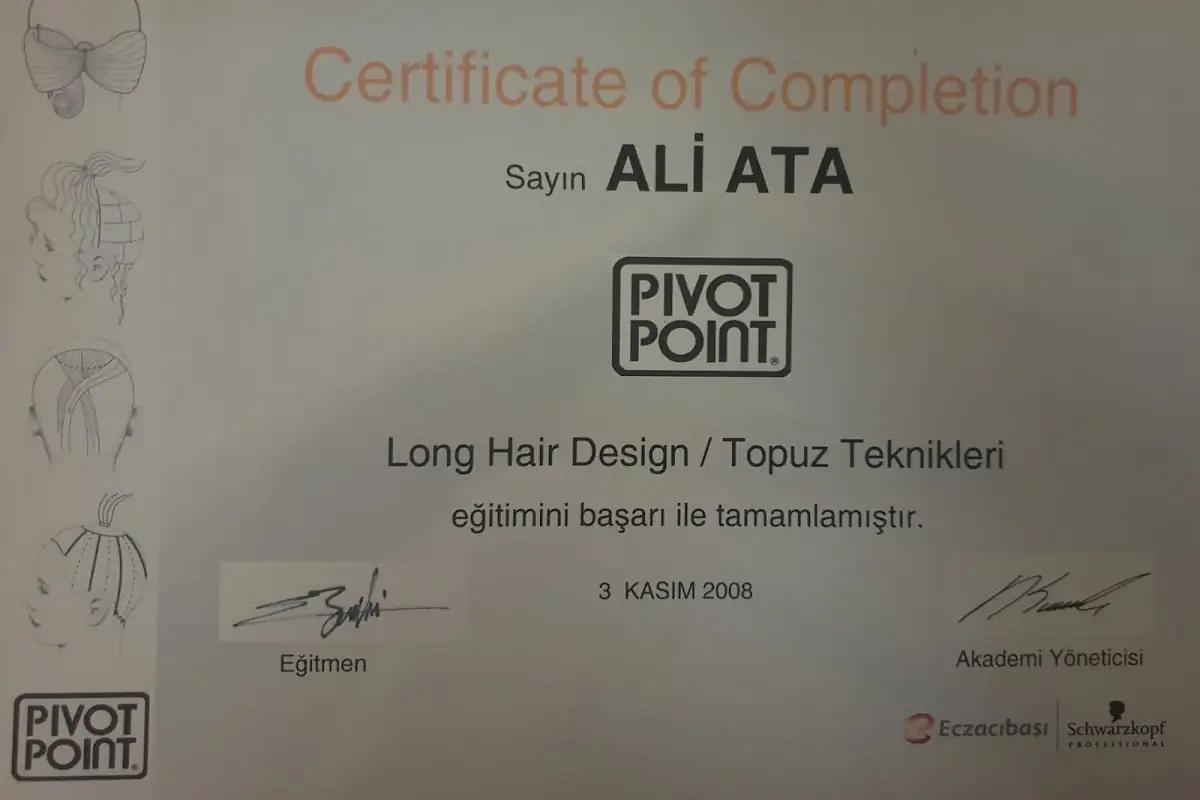 Certificate of Completion
Sayın ALİ ATA
PIVOT
POINT®
Long Hair Design / Topuz Teknikleri
eğitimini başarı ile tamamlamıştır.
3 KASIM 2008
Eğitmen
Akademi Yöneticisi
PIVOT
POINT®
Eczacıbaşı
Schwarzkopf
PROFESSIONAL